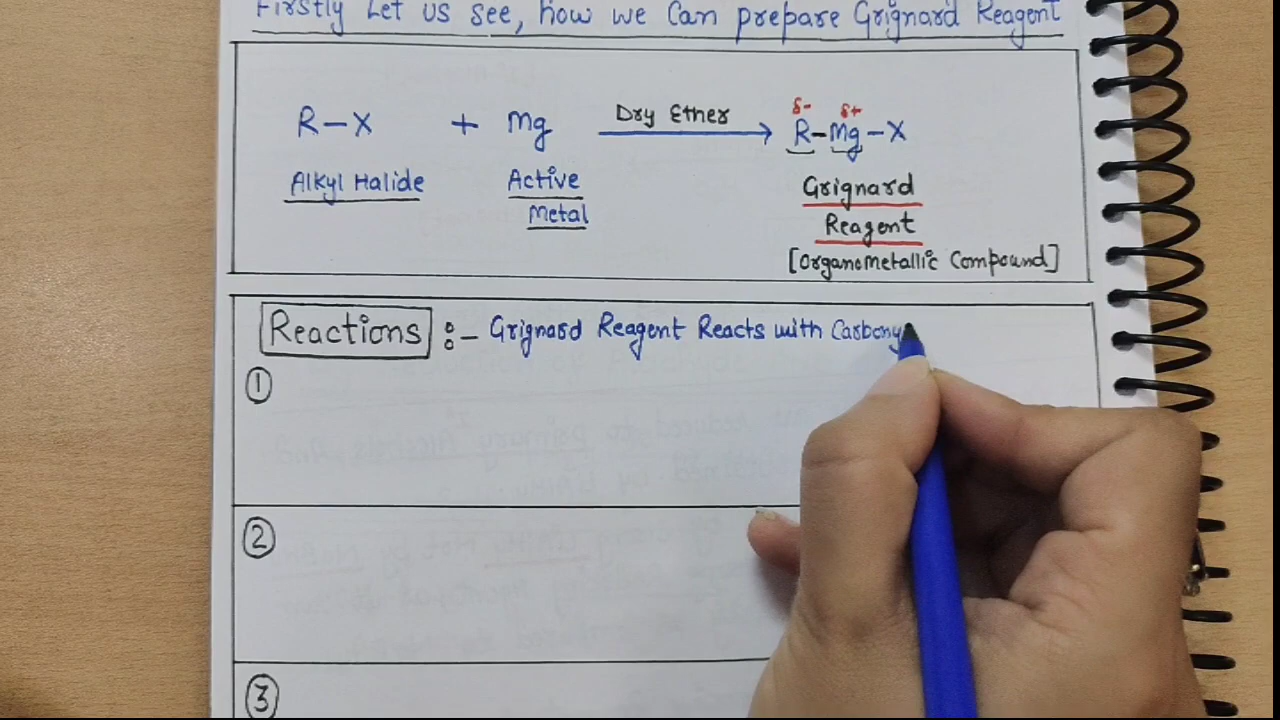 Firstly Let us see, how we Can prepare Grignard Reagent
R-X + Mg Dry Ether R-Mg-X
δ- δ+
Alkyl Halide Active Metal Grignard Reagent
[Organometallic Compound]
Reactions :- Grignard Reagent Reacts with Carbony
1
2
3